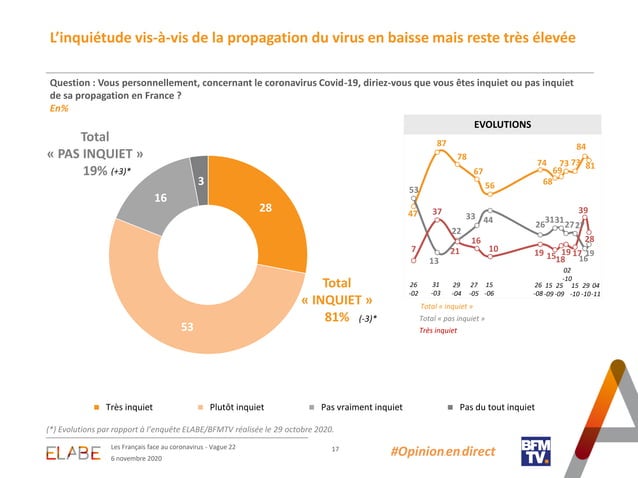 L’inquiétude vis-à-vis de la propagation du virus en baisse mais reste très élevée
Question : Vous personnellement, concernant le coronavirus Covid-19, diriez-vous que vous êtes inquiet ou pas inquiet
de sa propagation en France ?
En%
Total
« PAS INQUIET »
19% (+3)*
3
16
28
53
Total
« INQUIET »
81% (-3)*
EVOLUTIONS
87
84
78
74
73
73
81
69
68
67
56
53
47
44
39
37
33
31
31
26
27
27
28
22
21
16
19
15
18
19
17
16
19
13
10
7
02
-10
26 31 29 27 15 26 15 25 15 29 04
-02 -03 -04 -05 -06 -08 -09 -09 -10 -10 -11
Total « inquiet »
Total « pas inquiet »
Très inquiet
Très inquiet
Plutôt inquiet
Pas vraiment inquiet
Pas du tout inquiet
(*) Evolutions par rapport à l’enquête ELABE/BFMTV réalisée le 29 octobre 2020.
ELABE
Les Français face au coronavirus - Vague 22
6 novembre 2020
17
#Opinion en direct
BFM
TV.